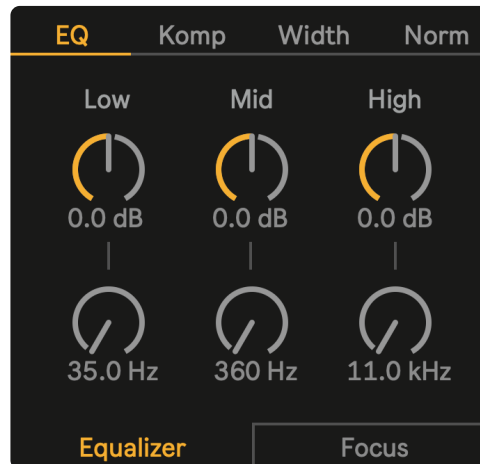 EQ Komp Width Norm
Low Mid High
0.0 dB 0.0 dB 0.0 dB
35.0 Hz 360 Hz 11.0 kHz
Equalizer Focus